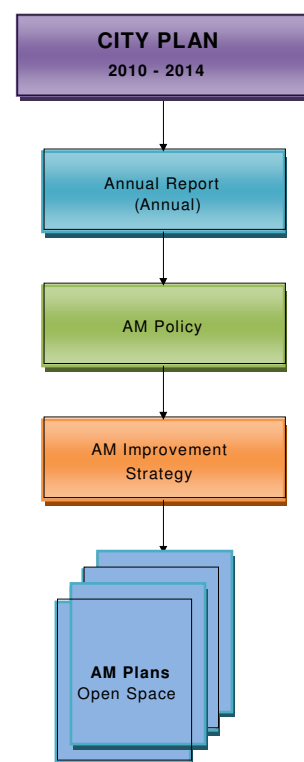 CITY PLAN
2010 - 2014
Annual Report
(Annual)
AM Policy
AM Improvement
Strategy
AM Plans
Open Space